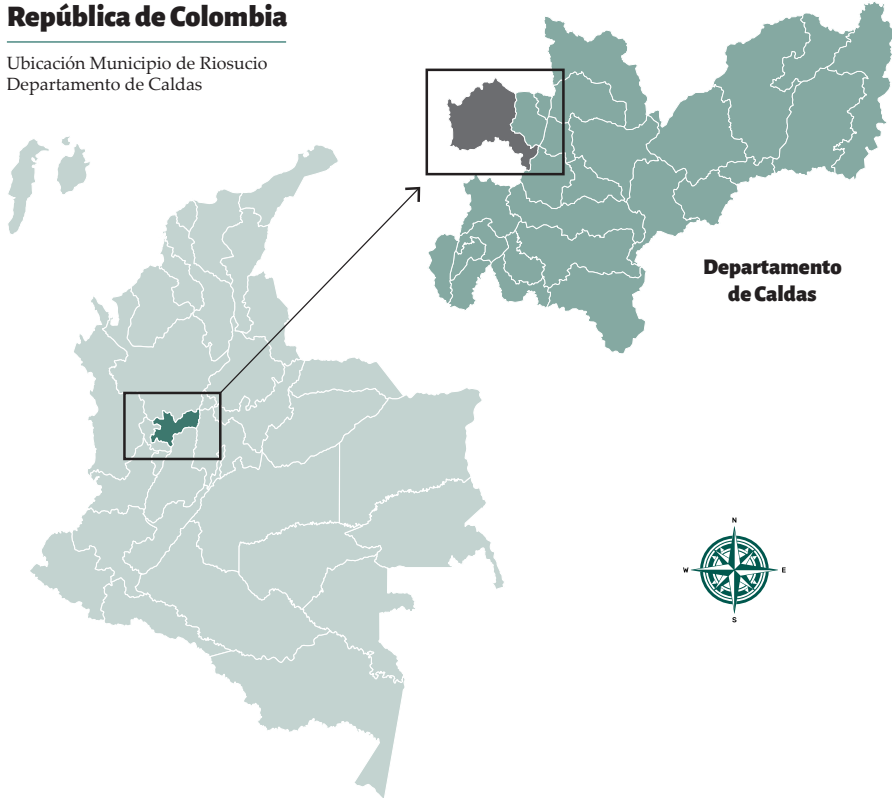 República de Colombia
Ubicación Municipio de Riosucio
Departamento de Caldas
Departamento
de Caldas
N
W
E
S